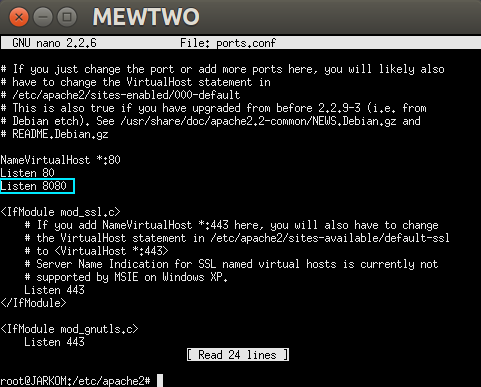 MEWTWO
GNU nano 2.2.6 File: ports.conf
# If you just change the port or add more ports here, you will likely also
# have to change the VirtualHost statement in
# /etc/apache2/sites-enabled/000-default
# This is also true if you have upgraded from before 2.2.9-3 (i.e. from
# Debian etch). See /usr/share/doc/apache2.2-common/NEWS.Debian.gz and
# README.Debian.gz
NameVirtualHost *:80
Listen 80
Listen 8080
<IfModule mod_ssl.c>
# If you add NameVirtualHost *:443 here, you will also have to change
# the VirtualHost statement in /etc/apache2/sites-available/default-ssl
# to <VirtualHost *:443>
# Server Name Indication for SSL named virtual hosts is currently not
# supported by MSIE on Windows XP.
Listen 443
</IfModule>
<IfModule mod_gnutls.c>
Listen 443
[ Read 24 lines ]
root@JARKOM:/etc/apache2#